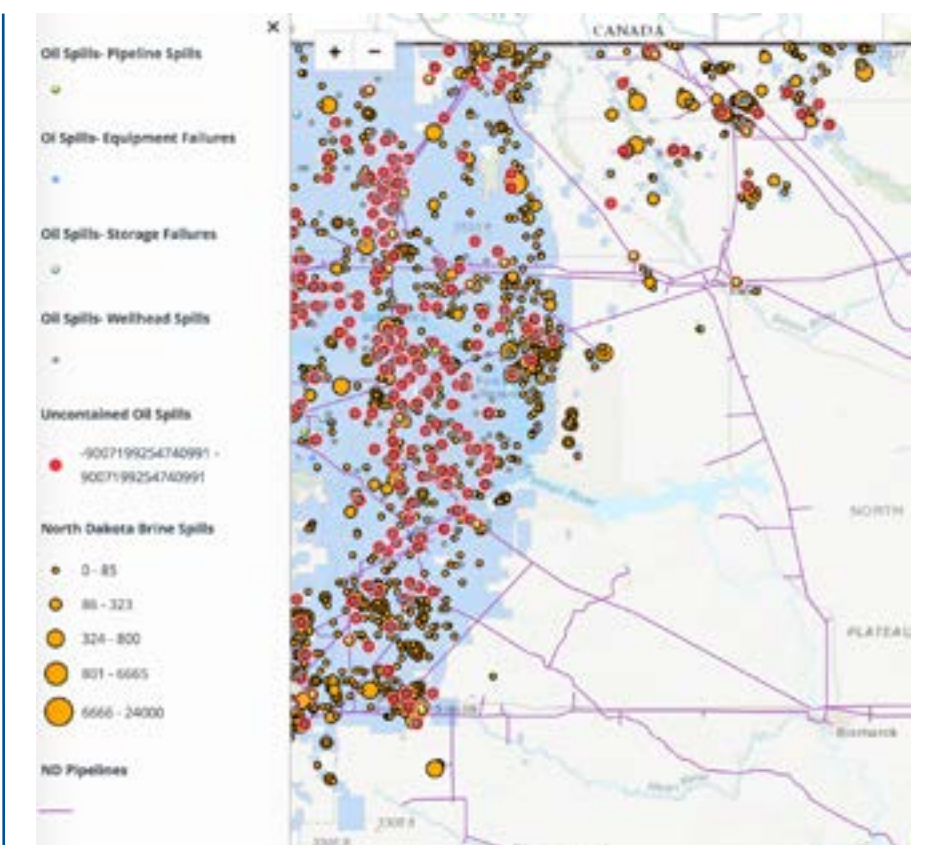 ×
Oil Spills- Pipeline Spills
Oi Spills- Equipment Failures
Oil Spills- Storage Failures
Oil Spills- Wellhead Spills
Uncontained Oil Spills
-9007199254740991 -
9007199254740991
North Dakota Brine Spills
0 - 85
86 - 323
324 - 800
801 - 6665
6666 - 24000
ND Pipelines
+ −
CANADA
NORTH
PLATEAU
Bismarck